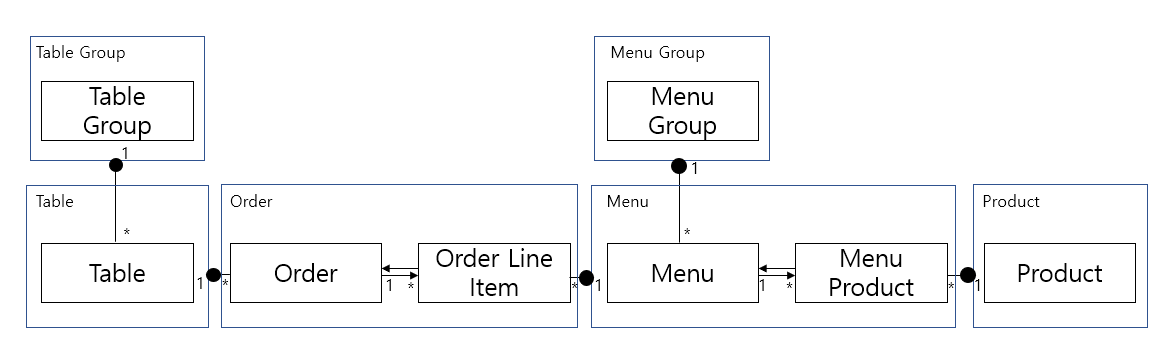 Table Group
Table
Group
1
*
Menu Group
Menu
Group
1
*
Table
Table
1
*
Order
Order
1
*
Order Line
Item
*
1
Menu
Menu
1
*
Menu
Product
*
1
Product
Product